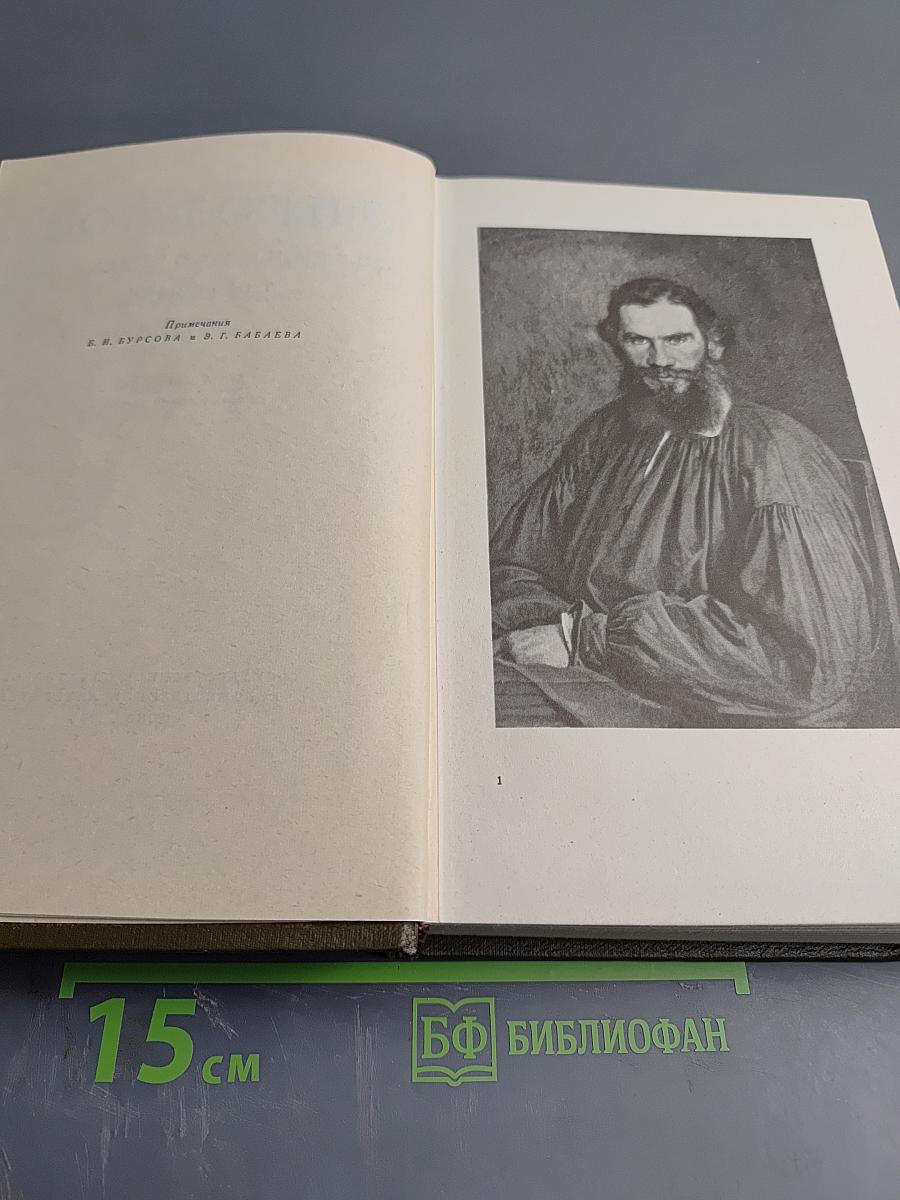 Примечания
Б. И. БУРСОВА и Э. Г. БАБАЕВА
1
15 см
БФ БИБЛИОФАН